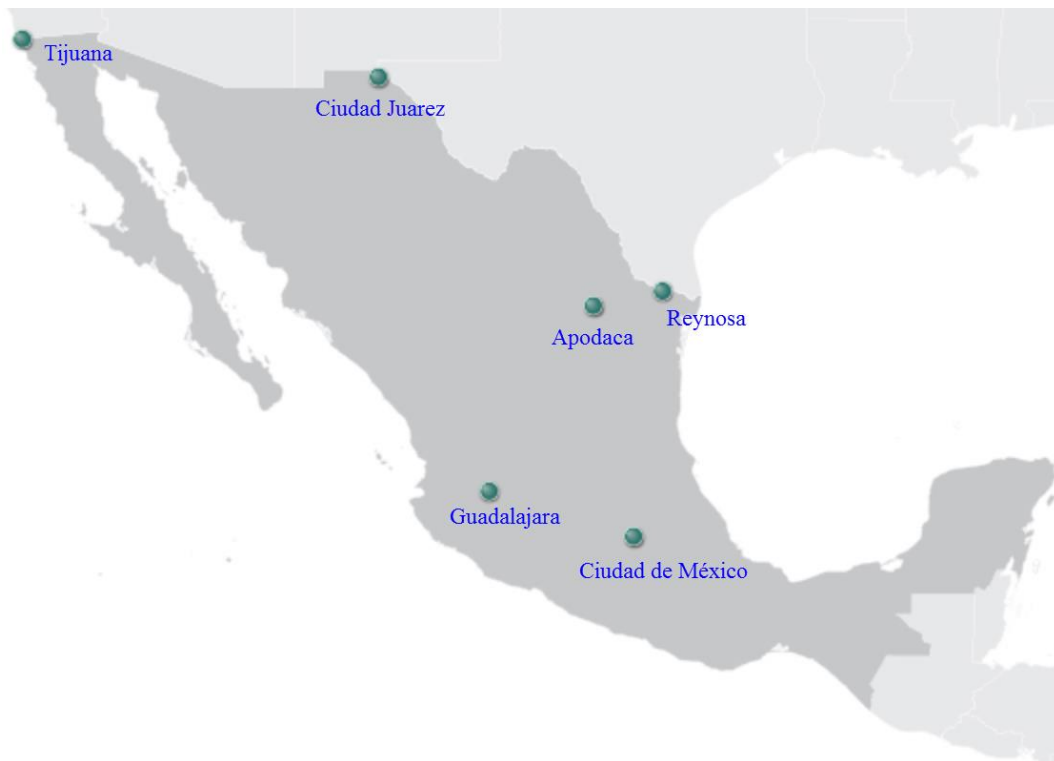 Tijuana
Ciudad Juarez
Reynosa
Apodaca
Guadalajara
Ciudad de México